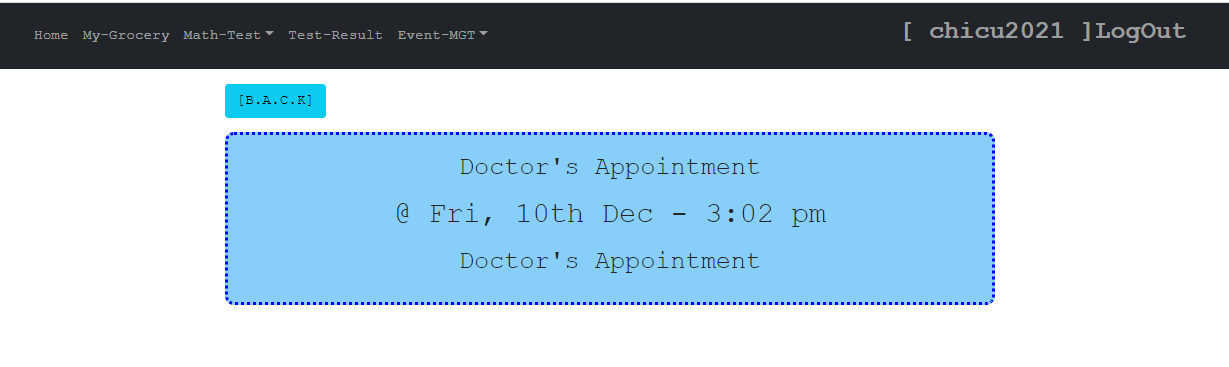 Home My-Grocery Math-Test Test-Result Event-MGT [ chicu2021 ]LogOut
[B.A.C.K]
Doctor's Appointment
@ Fri, 10th Dec - 3:02 pm
Doctor's Appointment